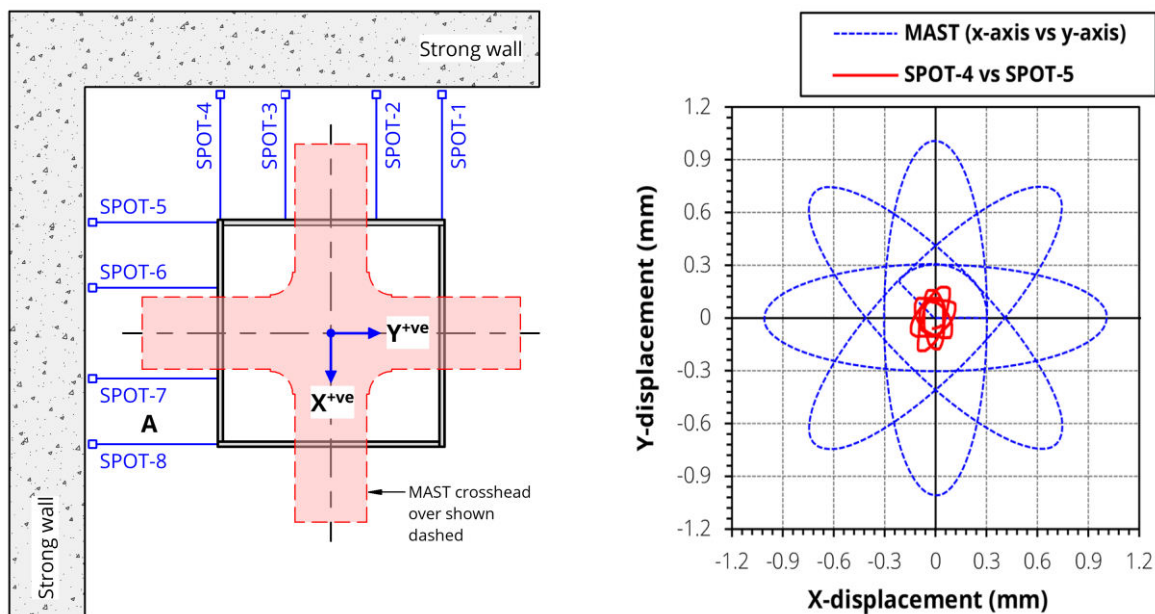 Strong wall
SPOT-4
SPOT-3
SPOT-2
SPOT-1
SPOT-5
SPOT-6
SPOT-7
A
SPOT-8
Y+ve
X+ve
MAST crosshead
over shown
dashed
Strong wall
MAST (x-axis vs y-axis)
SPOT-4 vs SPOT-5
Y-displacement (mm)
1.2
0.9
0.6
0.3
0
-0.3
-0.6
-0.9
-1.2
-1.2 -0.9 -0.6 -0.3 0 0.3 0.6 0.9 1.2
X-displacement (mm)